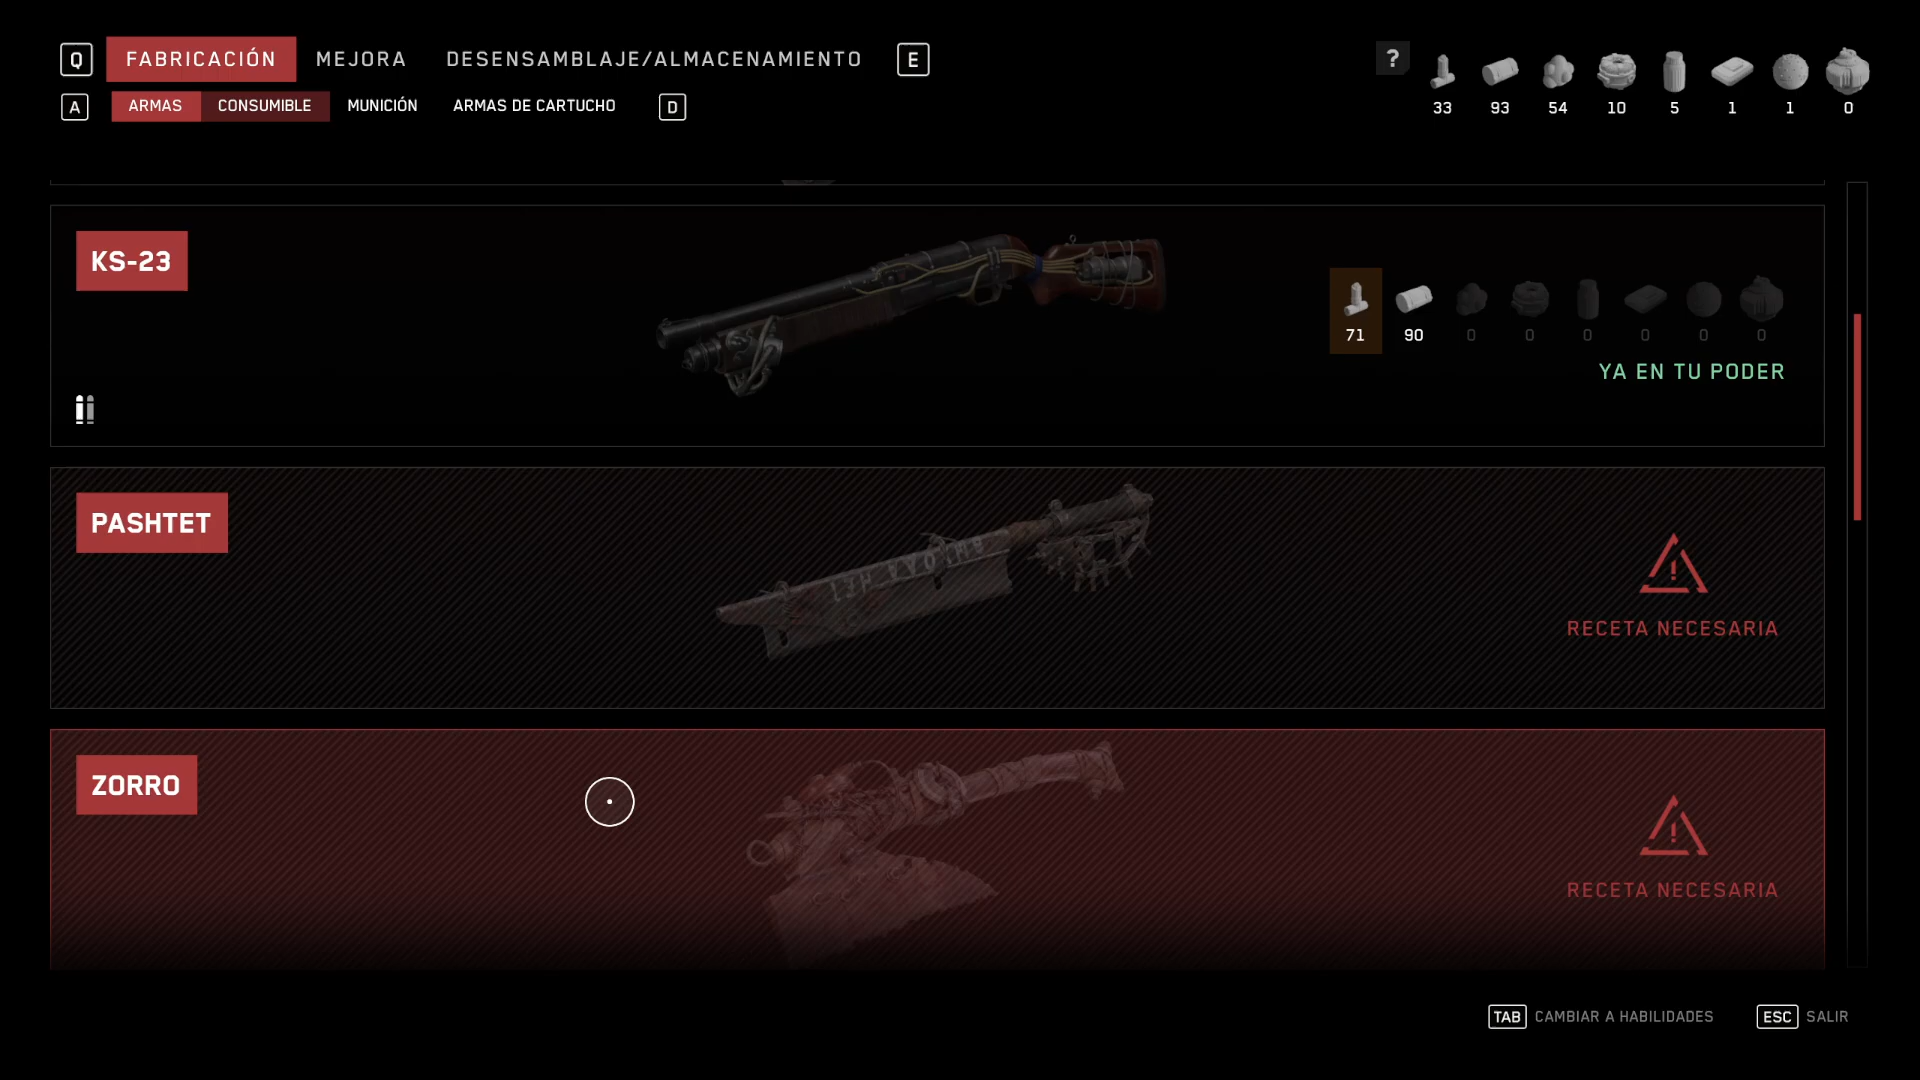 Q FABRICACIÓN MEJORA DESENSAMBLAJE/ALMACENAMIENTO E
?
A ARMAS CONSUMIBLE MUNICIÓN ARMAS DE CARTUCHO D
33 93 54 10 5 1 1 0
KS-23
71 90 0 0 0 0 0 0
YA EN TU PODER
PASHTET
RECETA NECESARIA
ZORRO
RECETA NECESARIA
TAB CAMBIAR A HABILIDADES ESC SALIR